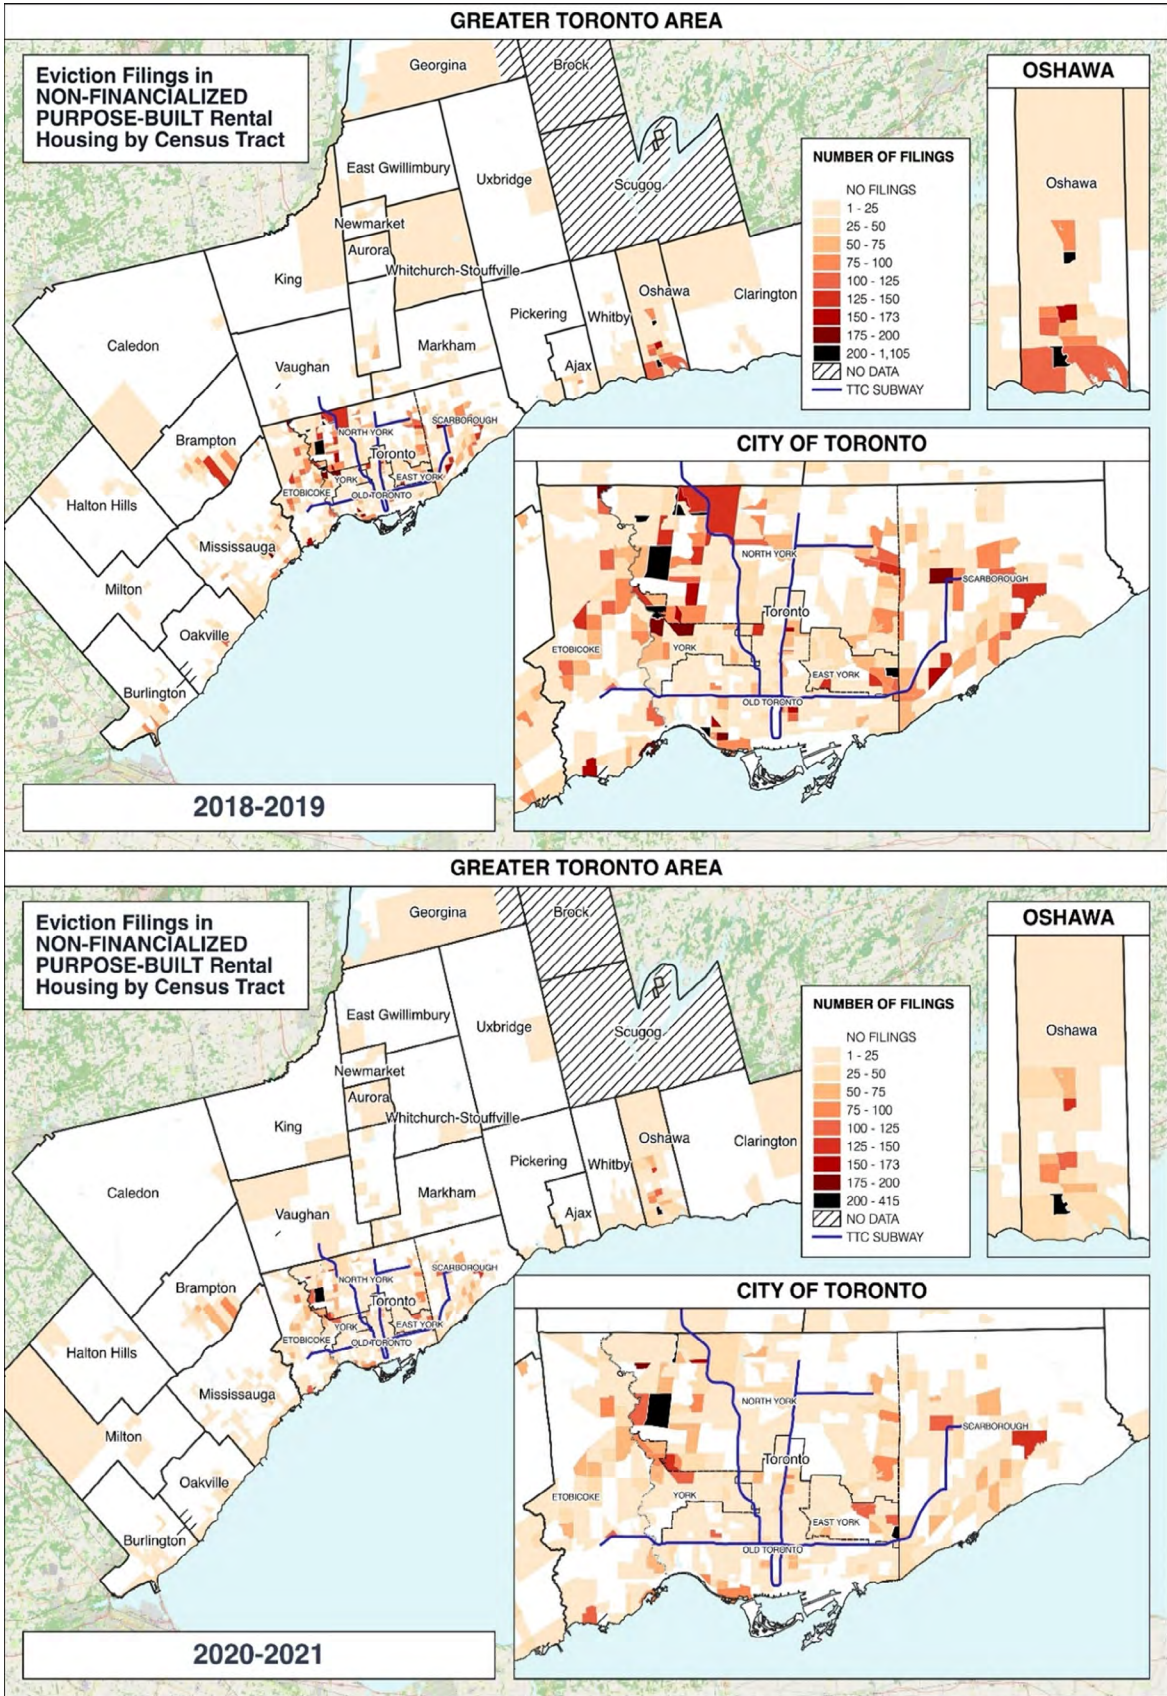 GREATER TORONTO AREA
Eviction Filings in
NON-FINANCIALIZED
PURPOSE-BUILT Rental
Housing by Census Tract
Georgina
Brock
East Gwillimbury
Uxbridge
Scugog
Newmarket
Aurora
King
Whitchurch-Stouffville
Oshawa
Clarington
Pickering
Whitby
Caledon
Vaughan
Markham
Ajax
Brampton
SCARBOROUGH
NORTH YORK
Toronto
YORK
EAST YORK
ETOBICOKE
OLD TORONTO
Halton Hills
Mississauga
Milton
Oakville
Burlington
2018-2019
NUMBER OF FILINGS
NO FILINGS
1 - 25
25 - 50
50 - 75
75 - 100
100 - 125
125 - 150
150 - 173
175 - 200
200 - 1,105
NO DATA
TTC SUBWAY
OSHAWA
Oshawa
CITY OF TORONTO
NORTH YORK
SCARBOROUGH
Toronto
ETOBICOKE
YORK
EAST YORK
OLD TORONTO
GREATER TORONTO AREA
Eviction Filings in
NON-FINANCIALIZED
PURPOSE-BUILT Rental
Housing by Census Tract
Georgina
Brock
East Gwillimbury
Uxbridge
Scugog
Newmarket
Aurora
King
Whitchurch-Stouffville
Oshawa
Clarington
Pickering
Whitby
Caledon
Vaughan
Markham
Ajax
Brampton
SCARBOROUGH
NORTH YORK
Toronto
YORK
EAST YORK
ETOBICOKE
OLD TORONTO
Halton Hills
Mississauga
Milton
Oakville
Burlington
2020-2021
NUMBER OF FILINGS
NO FILINGS
1 - 25
25 - 50
50 - 75
75 - 100
100 - 125
125 - 150
150 - 173
175 - 200
200 - 415
NO DATA
TTC SUBWAY
OSHAWA
Oshawa
CITY OF TORONTO
NORTH YORK
SCARBOROUGH
Toronto
ETOBICOKE
YORK
EAST YORK
OLD TORONTO